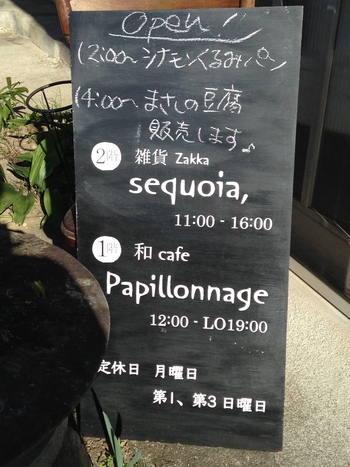 Open!!
12:00〜シナモンくるみパン
14:00〜まさしの豆腐
販売します♪
2階 雑貨 Zakka
sequoia,
11:00 - 16:00
1階 和 cafe
Papillonnage
12:00 - LO19:00
定休日 月曜日
第1、第3日曜日